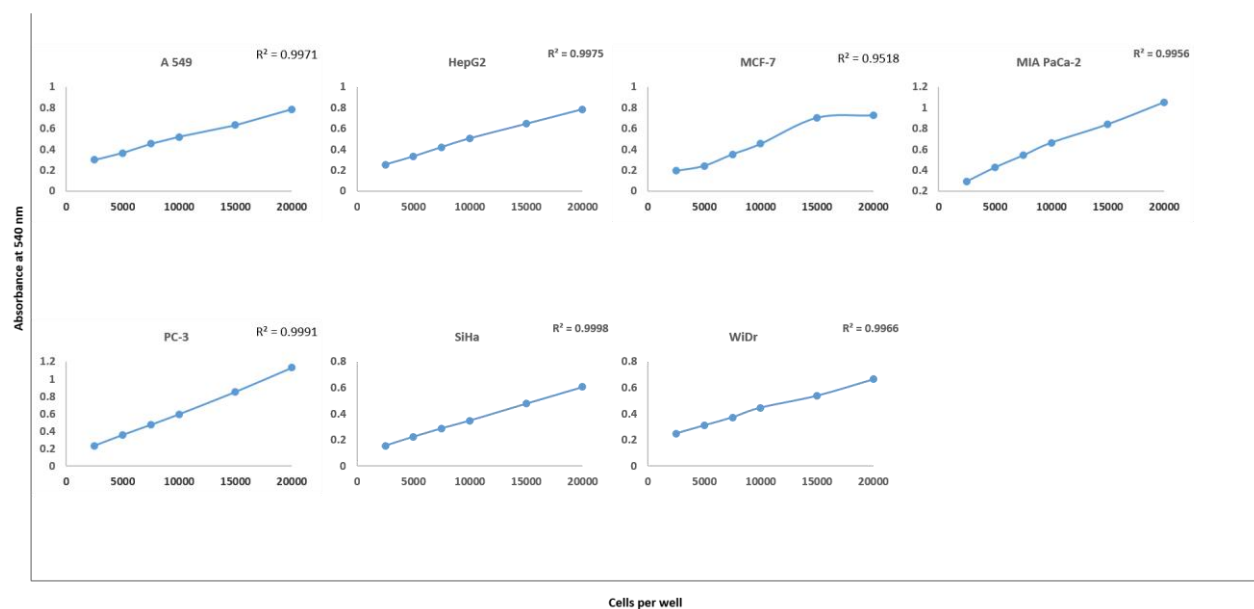 Absorbance at 540 nm
A 549
R² = 0.9971
1
0.8
0.6
0.4
0.2
0
0 5000 10000 15000 20000
HepG2
R² = 0.9975
1
0.8
0.6
0.4
0.2
0
0 5000 10000 15000 20000
MCF-7
R² = 0.9518
1
0.8
0.6
0.4
0.2
0
0 5000 10000 15000 20000
MIA PaCa-2
R² = 0.9956
1.2
1
0.8
0.6
0.4
0.2
0 5000 10000 15000 20000
PC-3
R² = 0.9991
1.2
1
0.8
0.6
0.4
0.2
0
0 5000 10000 15000 20000
SiHa
R² = 0.9998
0.8
0.6
0.4
0.2
0
0 5000 10000 15000 20000
WiDr
R² = 0.9966
0.8
0.6
0.4
0.2
0
0 5000 10000 15000 20000
Cells per well